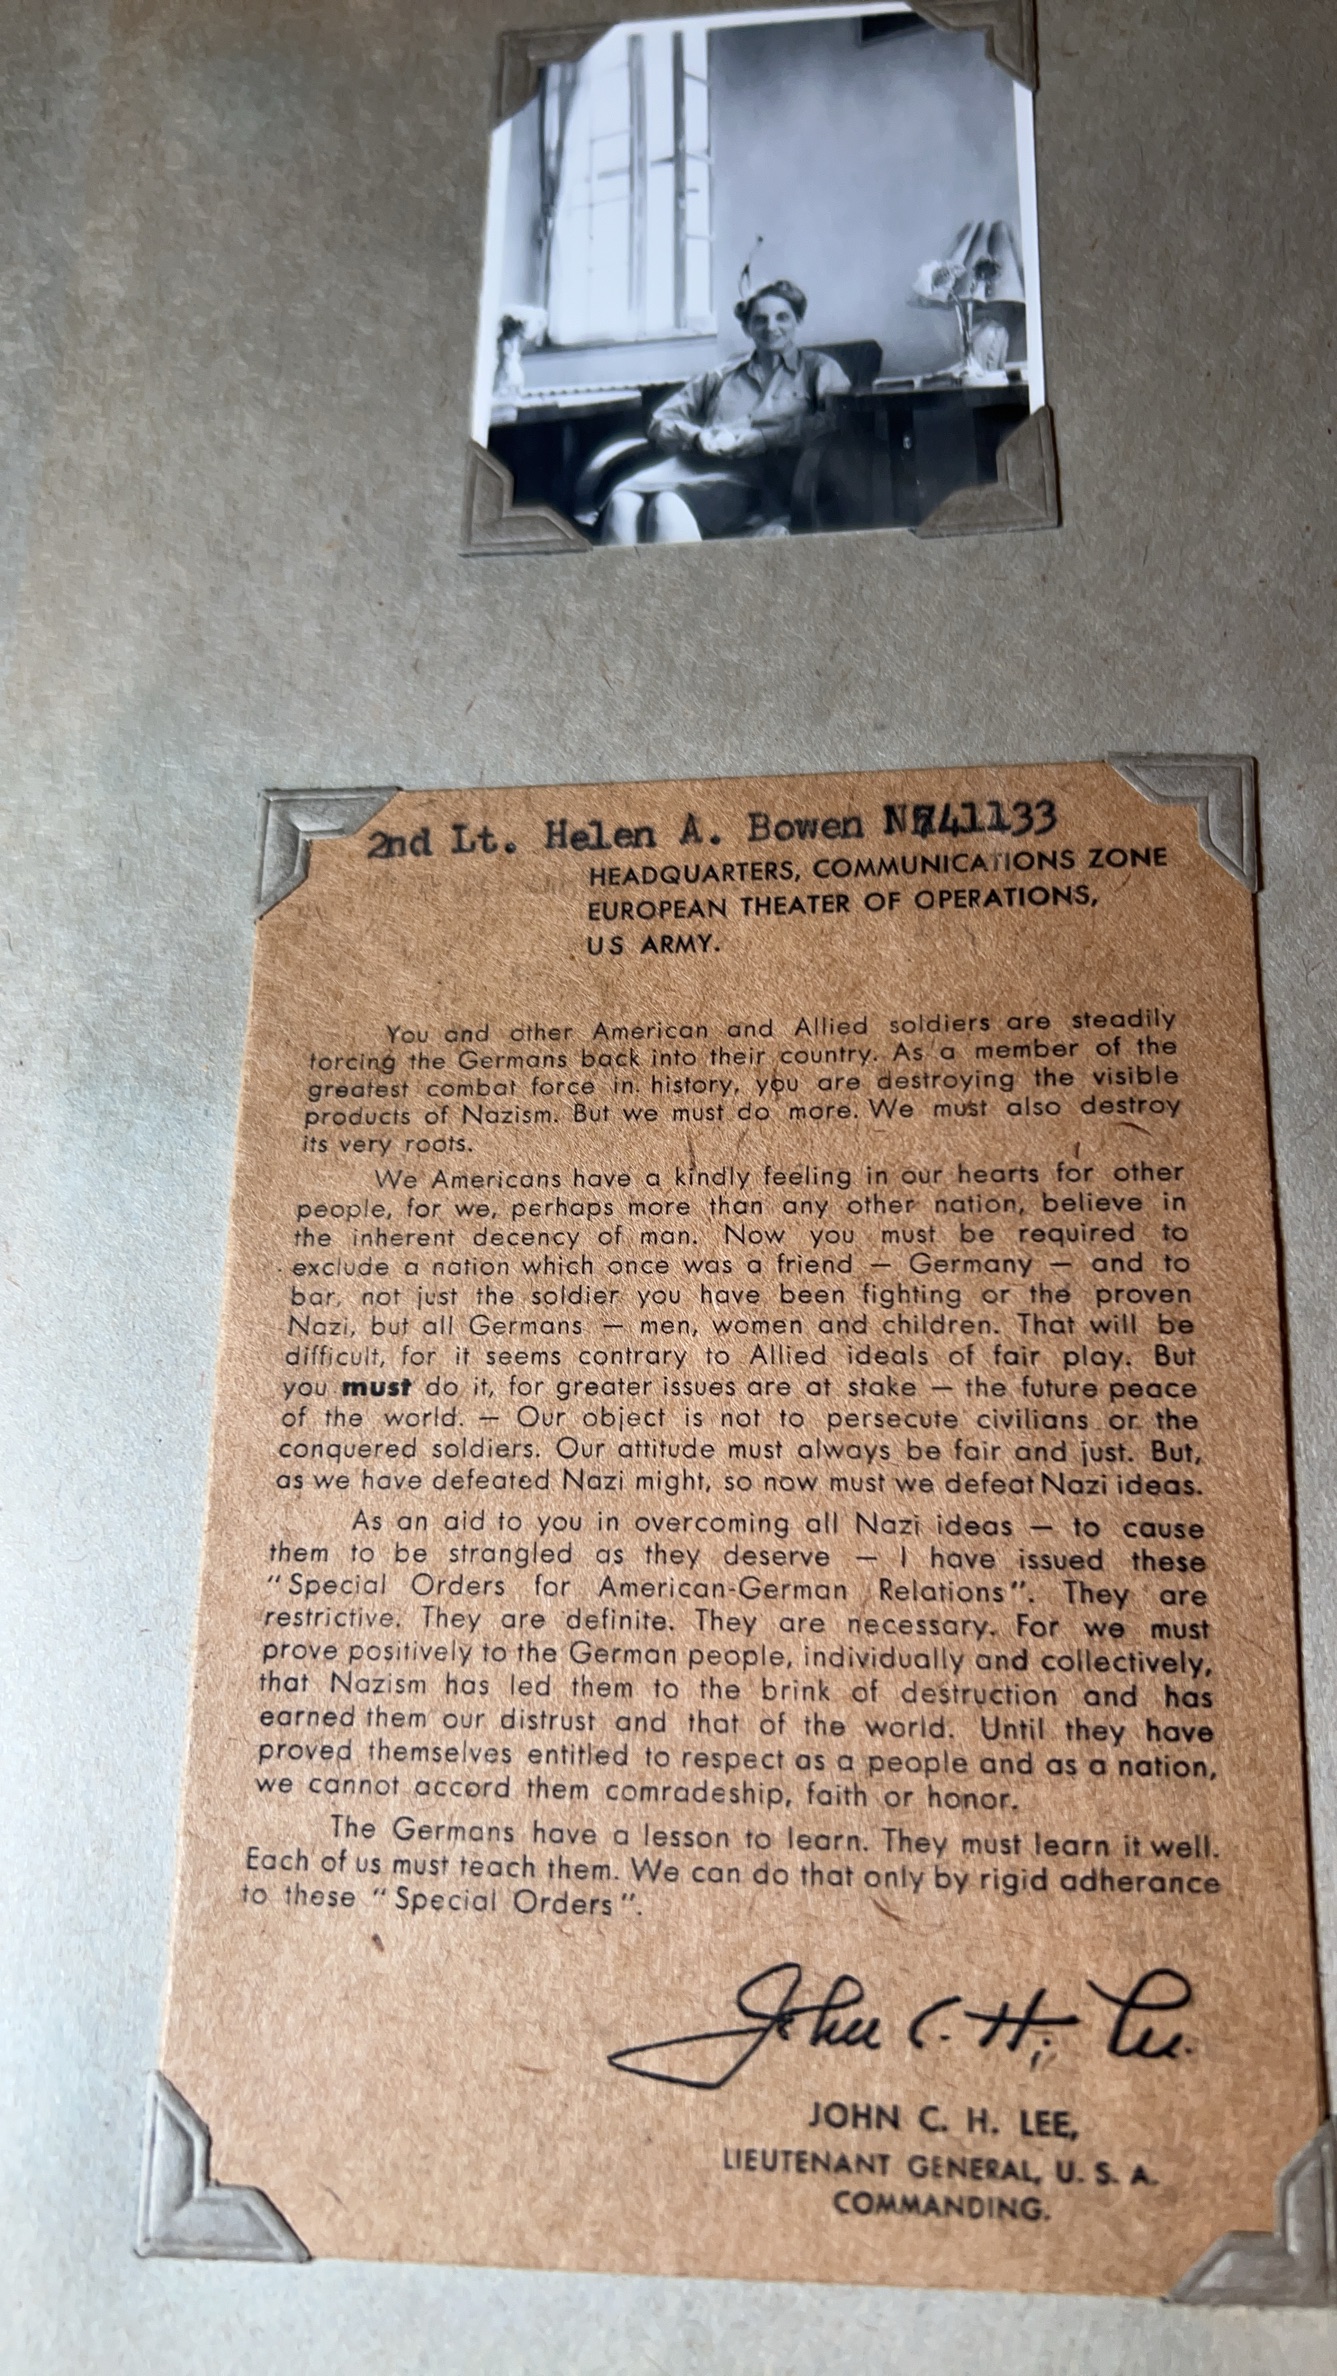 2nd Lt. Helen A. Bowen
HEADQUARTERS, COMMUNICATIONS ZONE
EUROPEAN THEATER OF OPERATIONS,
US ARMY.
You and other American and Allied soldiers are steadily
forcing the Germans back into their country. As a member of the
greatest combat force in history, you are destroying the visible
products of Nazism. But we must do more. We must also destroy
its very roots.
We Americans have a kindly feeling in our hearts for other
people, for we, perhaps more than any other nation, believe in
the inherent decency of man. Now you must be required to
exclude a nation which once was a friend — Germany — and to
bar, not just the soldier you have been fighting or the proven
Nazi, but all Germans — men, women and children. That will be
difficult, for it seems contrary to Allied ideals of fair play. But
you must do it, for greater issues are at stake — the future peace
of the world. — Our object is not to persecute civilians or the
conquered soldiers. Our attitude must always be fair and just. But,
as we have defeated Nazi might, so now must we defeat Nazi ideas.
As an aid to you in overcoming all Nazi ideas — to cause
them to be strangled as they deserve — I have issued these
"Special Orders for American-German Relations". They are
restrictive. They are definite. They are necessary. For we must
prove positively to the German people, individually and collectively,
that Nazism has led them to the brink of destruction and has
earned them our distrust and that of the world. Until they have
proved themselves entitled to respect as a people and as a nation,
we cannot accord them comradeship, faith or honor.
The Germans have a lesson to learn. They must learn it well.
Each of us must teach them. We can do that only by rigid adherance
to these "Special Orders".
John C. H. Lee.
JOHN C. H. LEE,
LIEUTENANT GENERAL, U. S. A.
COMMANDING.